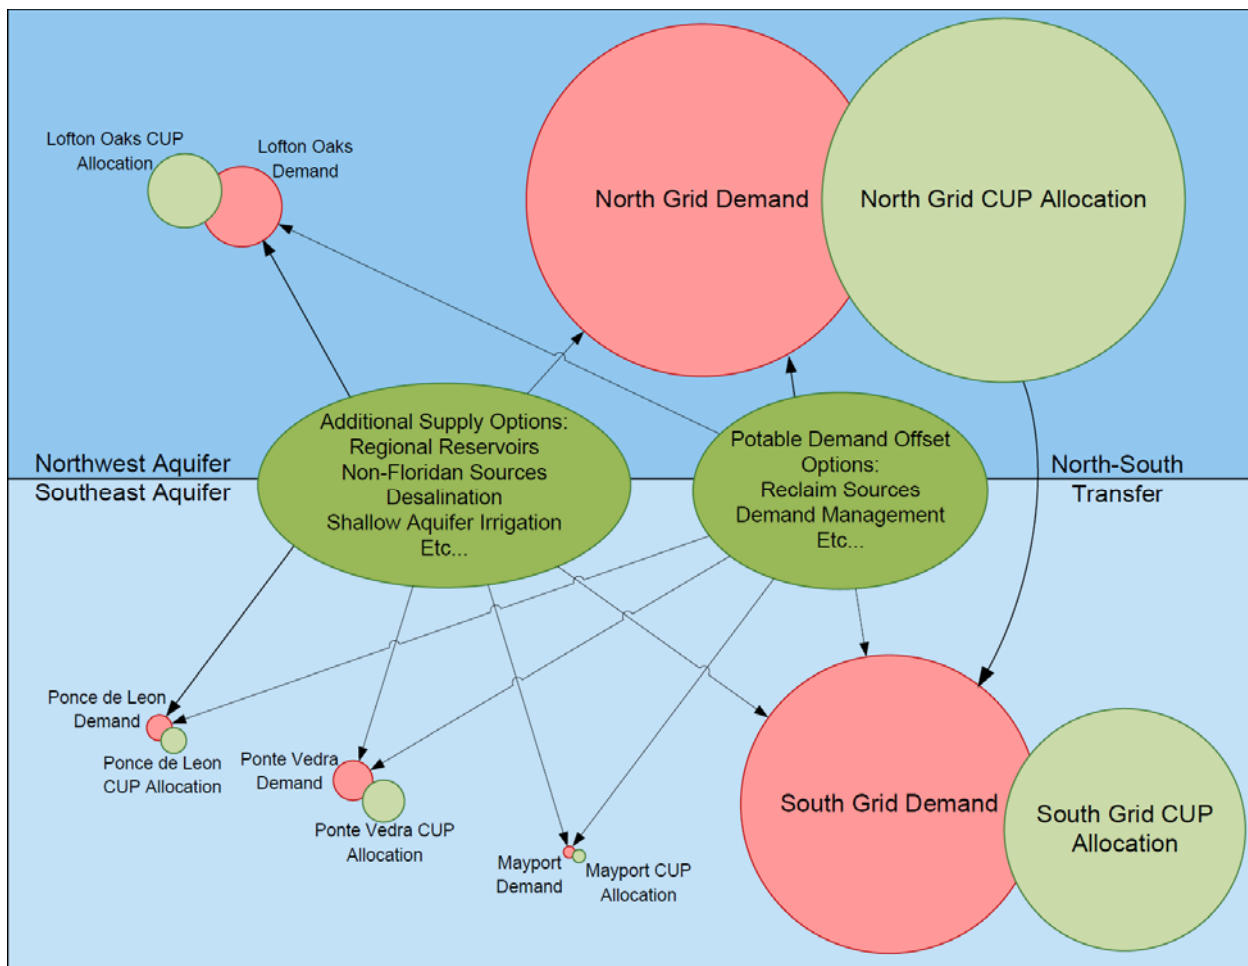 Lofton Oaks CUP
Allocation
Lofton Oaks
Demand
North Grid Demand
North Grid CUP Allocation
Additional Supply Options:
Regional Reservoirs
Non-Floridan Sources
Desalination
Shallow Aquifer Irrigation
Etc...
Potable Demand Offset
Options:
Reclaim Sources
Demand Management
Etc...
Northwest Aquifer
Southeast Aquifer
North-South
Transfer
Ponce de Leon
Demand
Ponce de Leon
CUP Allocation
Ponte Vedra
Demand
Ponte Vedra CUP
Allocation
Mayport
Demand
Mayport CUP
Allocation
South Grid Demand
South Grid CUP
Allocation